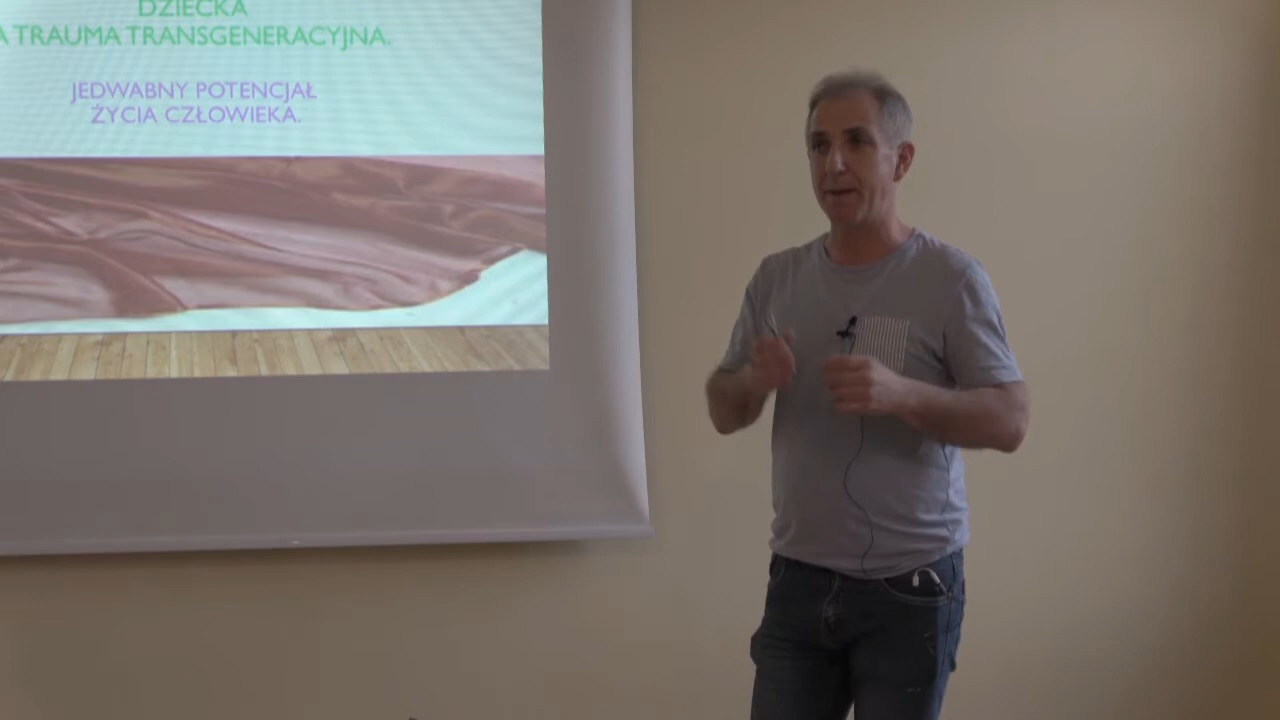 DZIECKA
A TRAUMA TRANSGENERACYJNA.
JEDWABNY POTENCJAŁ
ŻYCIA CZŁOWIEKA.